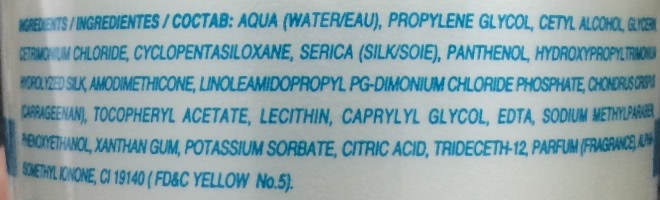 INGREDIENTS / INGREDIENTES / COCTAB: AQUA (WATER/EAU), PROPYLENE GLYCOL, CETYL ALCOHOL, GLYCERIN,
CETRIMONIUM CHLORIDE, CYCLOPENTASILOXANE, SERICA (SILK/SOIE), PANTHENOL, HYDROXYPROPYLTRIMONIUM
HYDROLYZED SILK, AMODIMETHICONE, LINOLEAMIDOPROPYL PG-DIMONIUM CHLORIDE PHOSPHATE, CHONDRUS CRISPUS
(CARRAGEENAN), TOCOPHERYL ACETATE, LECITHIN, CAPRYLYL GLYCOL, EDTA, SODIUM METHYLPARABEN,
PHENOXYETHANOL, XANTHAN GUM, POTASSIUM SORBATE, CITRIC ACID, TRIDECETH-12, PARFUM (FRAGRANCE), ALPHA-
ISOMETHYL IONONE, CI 19140 ( FD&C YELLOW No.5).